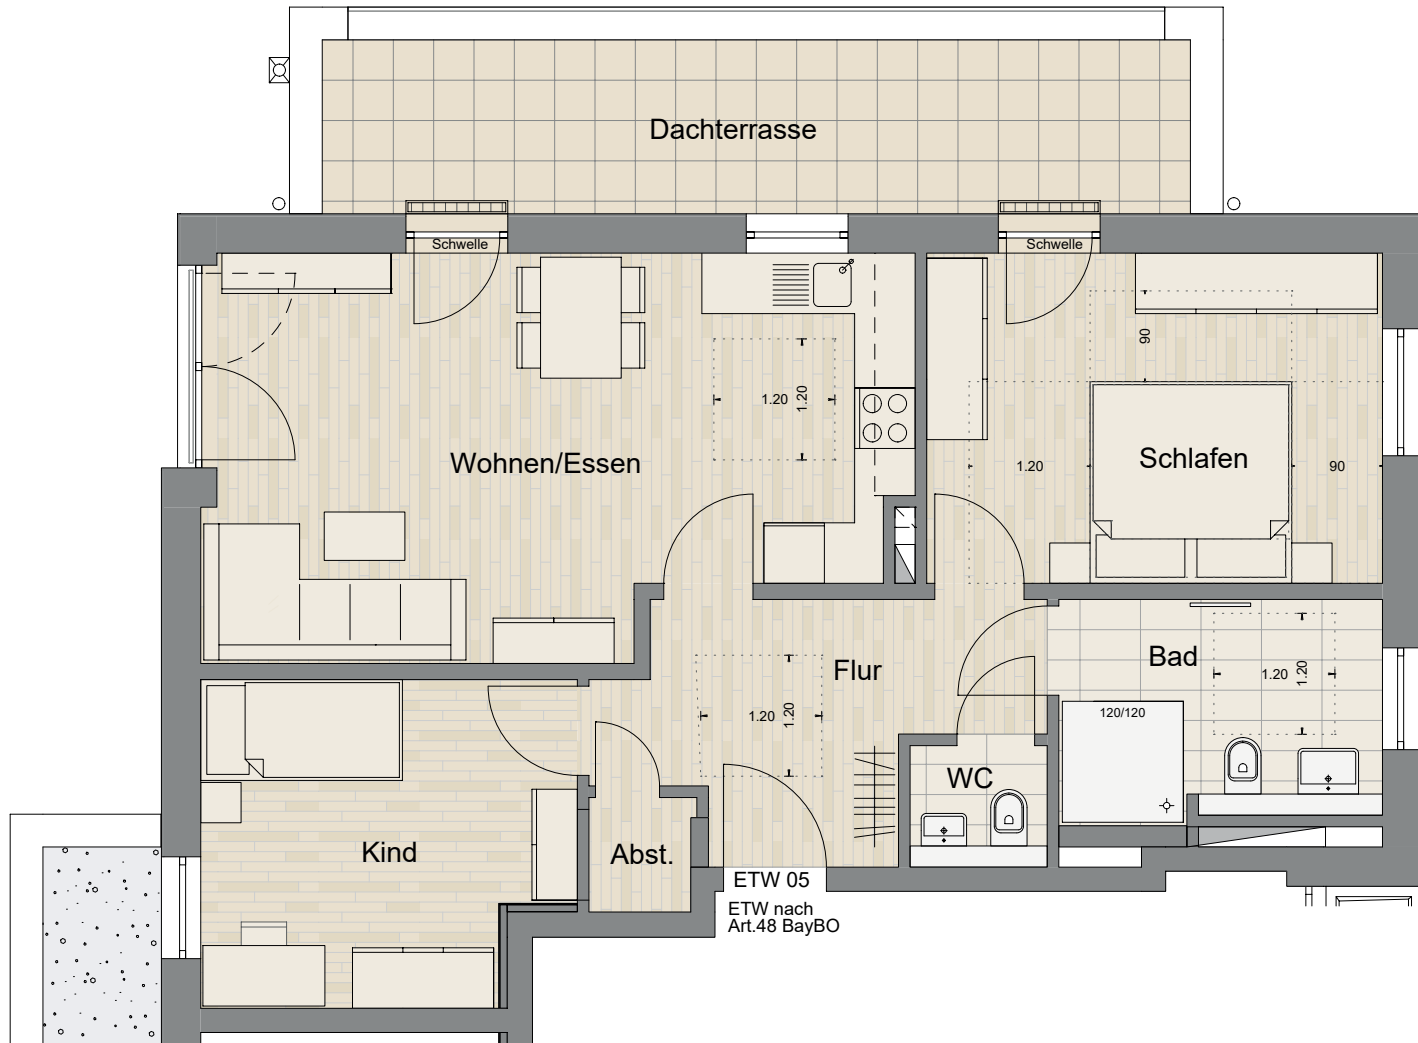 Dachterrasse
Schwelle
Schwelle
90
1.20
1.20
Wohnen/Essen
1.20
Schlafen
90
Flur
Bad
1.20
1.20
1.20
1.20
120/120
WC
Kind
Abst.
ETW 05
ETW nach
Art.48 BayBO